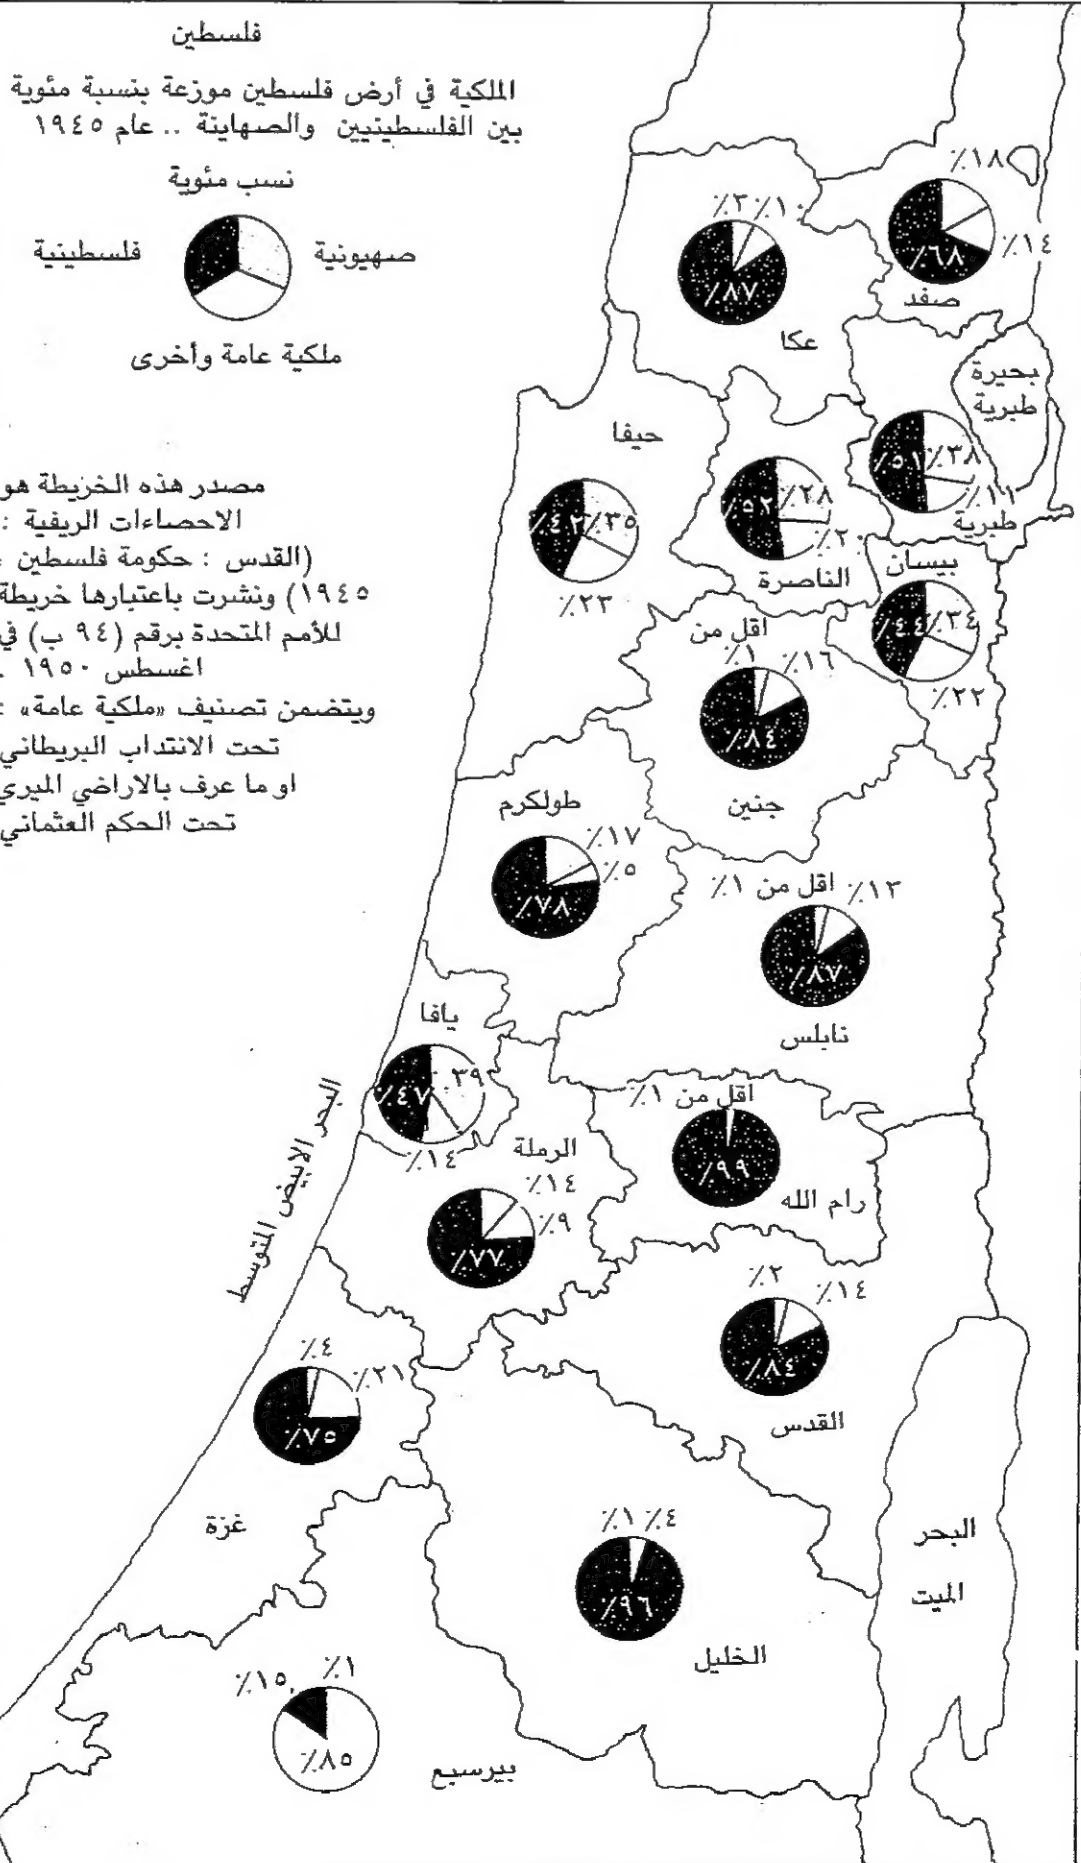 فلسطين
الملكية في أرض فلسطين موزعة بنسبة مئوية
بين الفلسطينيين والصهاينة .. عام ١٩٤٥
نسب مئوية
صهيونية
فلسطينية
ملكية عامة وأخرى
مصدر هذه الخريطة هو
الاحصاءات الريفية :
(القدس : حكومة فلسطين
١٩٤٥) ونشرت باعتبارها خريطة
للأمم المتحدة برقم (٩٤ ب) في
اغسطس ١٩٥٠ .
ويتضمن تصنيف «ملكية عامة» :
تحت الانتداب البريطاني
او ما عرف بالاراضي الميري
تحت الحكم العثماني
٪١٨
٪١٤
٪٦٨
صفد
٪٣ ٪١٠
٪٨٧
عكا
بحيرة
طبرية
٪٣٨ ٪٥١
٪١١
طبرية
حيفا
٪٣٥ ٪٤٢
٪٢٣
٪٢٨ ٪٥٢
٪٢٠
الناصرة
بيسان
٪٣٤ ٪٤٤
٪٢٢
اقل من
٪١ ٪١٦
٪٨٤
جنين
طولكرم
٪١٧
٪٥
٪٧٨
اقل من ٪١
٪١٣
٪٨٧
نابلس
يافا
٪٣٩ ٪٤٧
٪١٤
اقل من ٪١
٪٩٩
رام الله
الرملة
٪١٤
٪٩
٪٧٧
البحر الابيض المتوسط
٪٢
٪١٤
٪٨٤
القدس
٪٤
٪٢١
٪٧٥
غزة
٪١ ٪٤
٪٩٦
الخليل
البحر
الميت
٪١
٪١٥
٪٨٥
بيرسبع